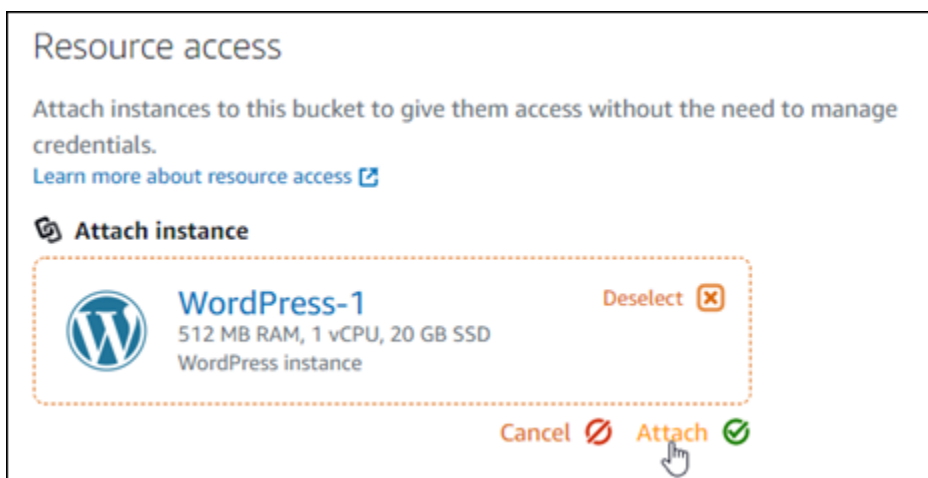 Resource access
Attach instances to this bucket to give them access without the need to manage
credentials.
Learn more about resource access
Attach instance
WordPress-1
Deselect
512 MB RAM, 1 vCPU, 20 GB SSD
WordPress instance
Cancel
Attach